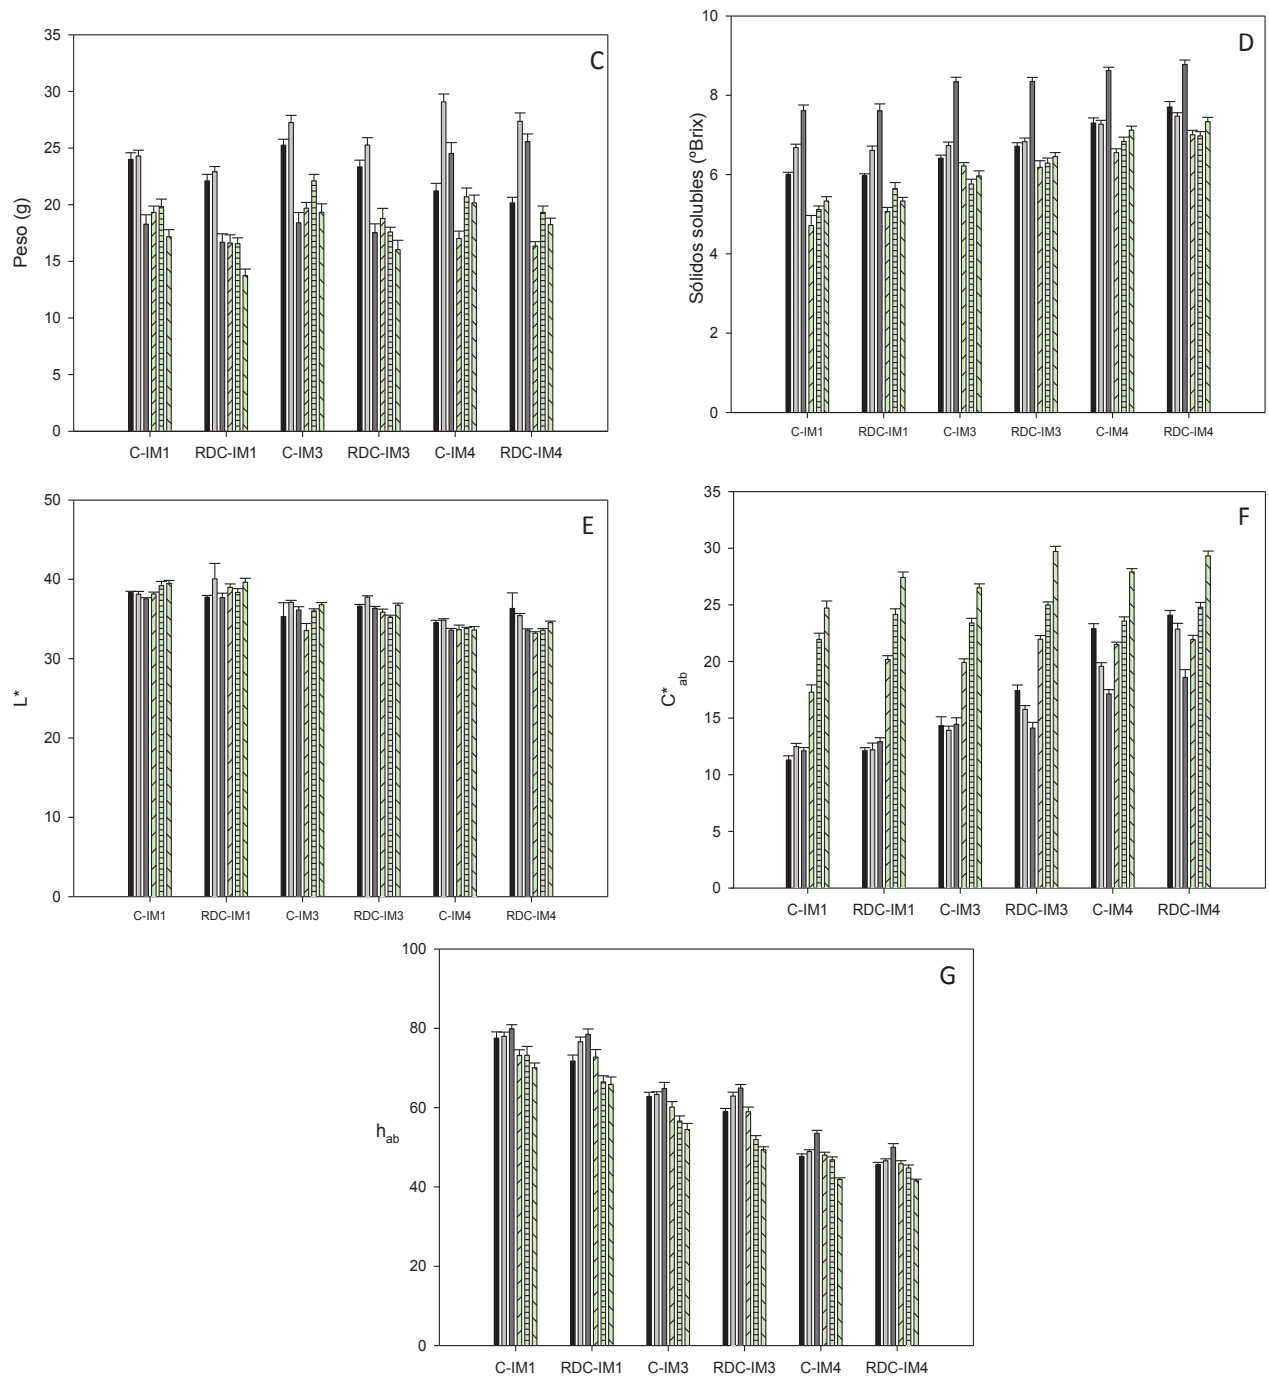 C
Peso (g)
35
30
25
20
15
10
5
0
C-IM1 RDC-IM1 C-IM3 RDC-IM3 C-IM4 RDC-IM4
D
Sólidos solubles (ºBrix)
10
8
6
4
2
0
C-IM1 RDC-IM1 C-IM3 RDC-IM3 C-IM4 RDC-IM4
E
L*
50
40
30
20
10
0
C-IM1 RDC-IM1 C-IM3 RDC-IM3 C-IM4 RDC-IM4
F
C*ab
35
30
25
20
15
10
5
0
C-IM1 RDC-IM1 C-IM3 RDC-IM3 C-IM4 RDC-IM4
G
hab
100
80
60
40
20
0
C-IM1 RDC-IM1 C-IM3 RDC-IM3 C-IM4 RDC-IM4